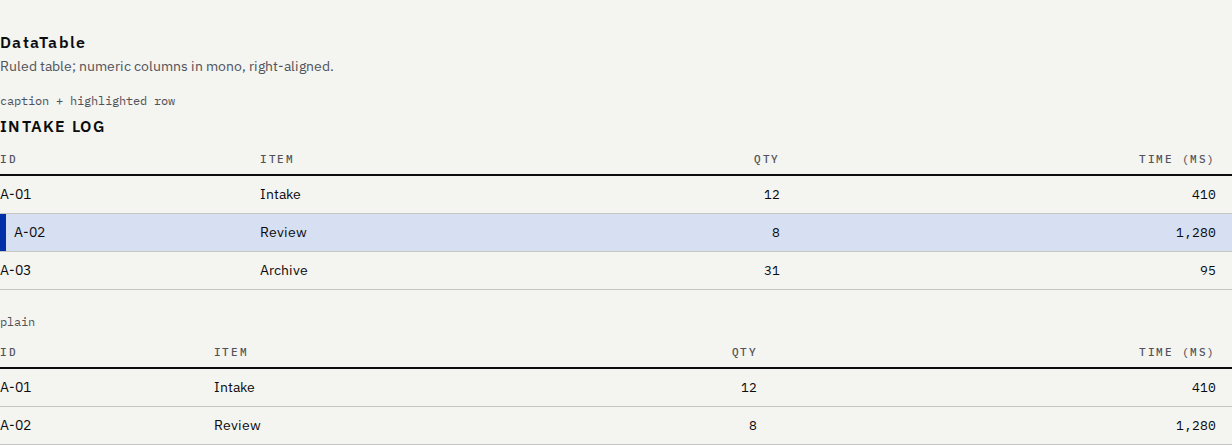 DataTable
Ruled table; numeric columns in mono, right-aligned.
caption + highlighted row
INTAKE LOG
ID ITEM QTY TIME (MS)
A-01 Intake 12 410
A-02 Review 8 1,280
A-03 Archive 31 95
plain
ID ITEM QTY TIME (MS)
A-01 Intake 12 410
A-02 Review 8 1,280